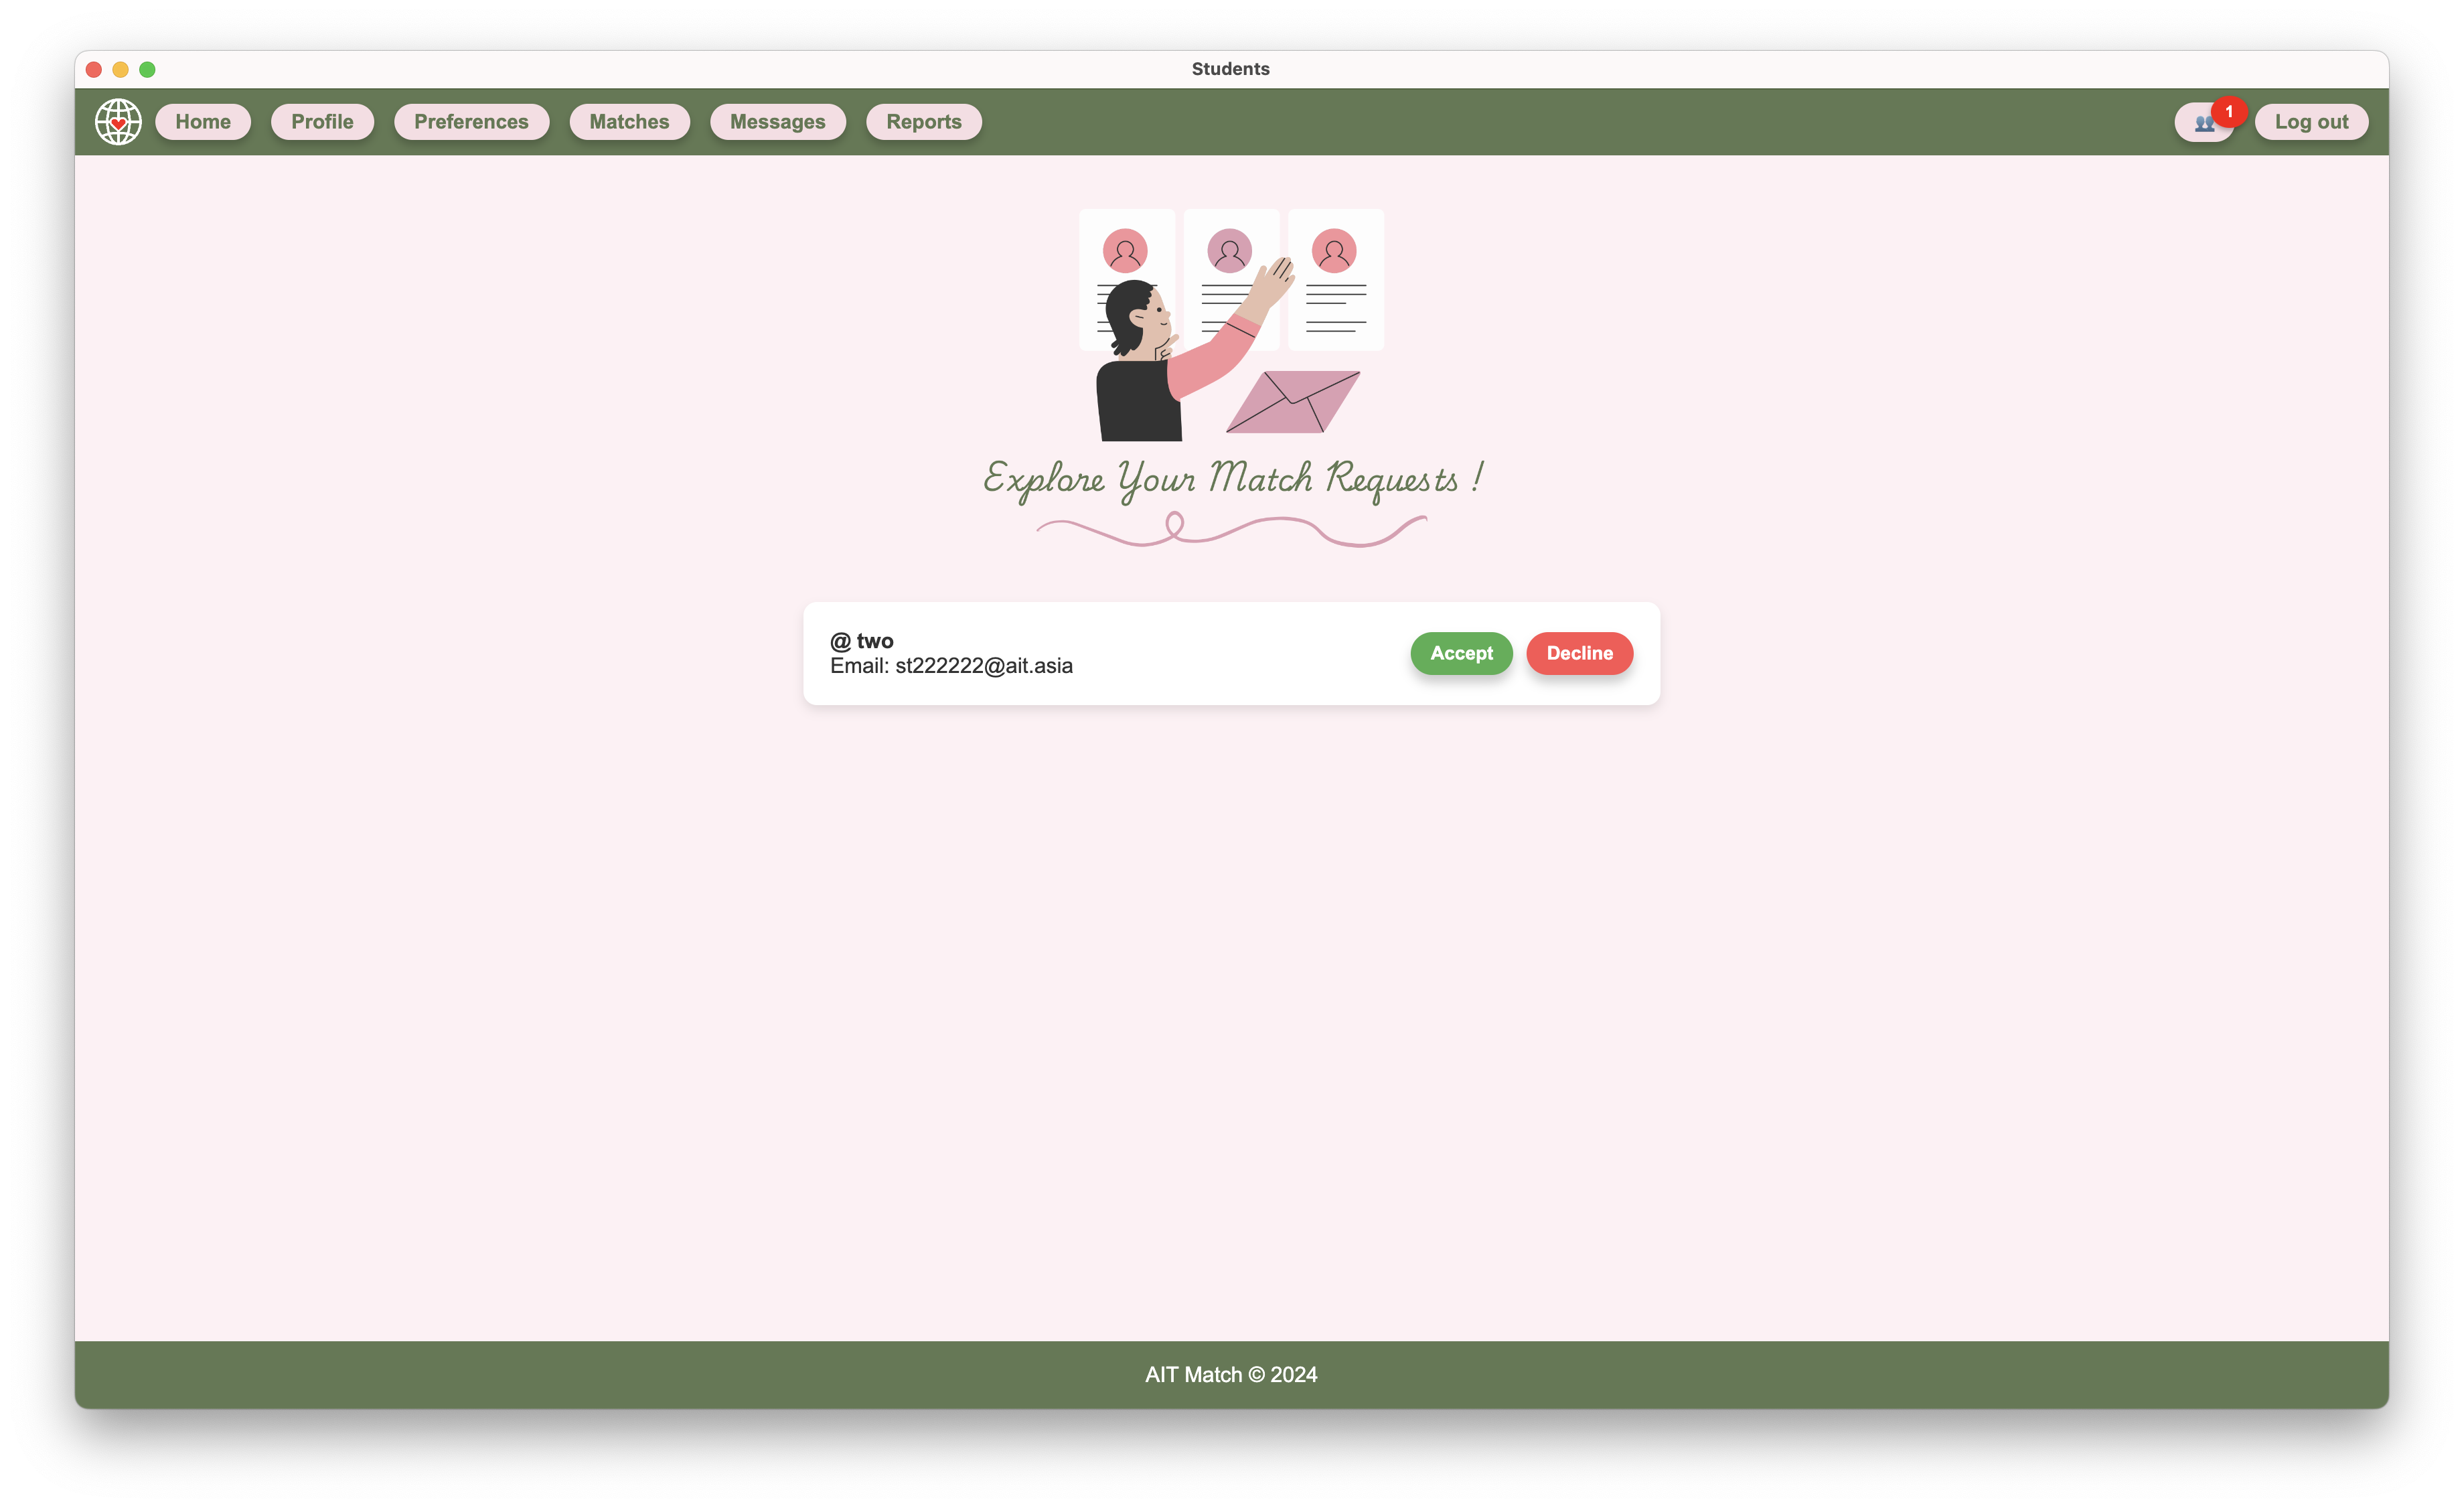 Students
Home
Profile
Preferences
Matches
Messages
Reports
1
Log out
Explore Your Match Requests !
@ two
Email: st222222@ait.asia
Accept
Decline
AIT Match © 2024